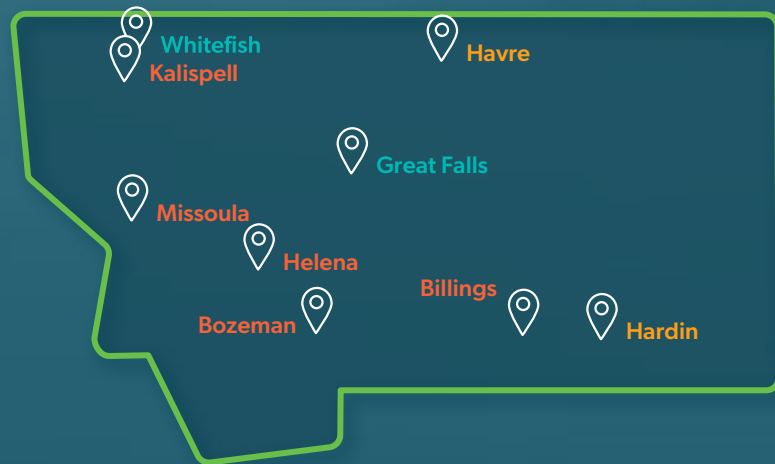 Whitefish
Kalispell
Havre
Great Falls
Missoula
Helena
Billings
Bozeman
Hardin